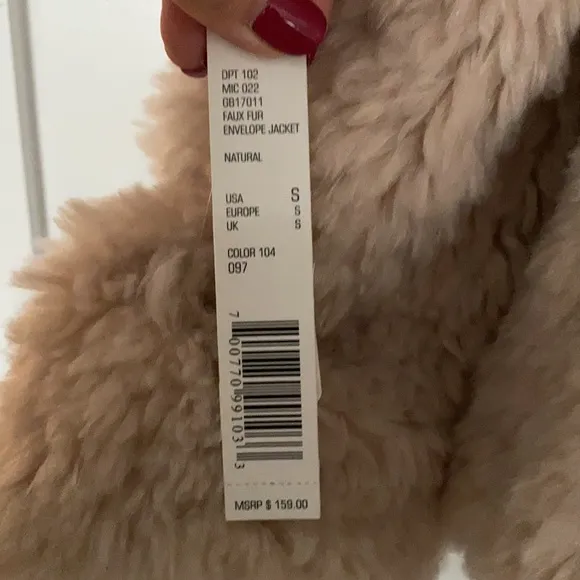 DPT 102
MIC 022
GB17011
FAUX FUR
ENVELOPE JACKET
NATURAL
USA S
EUROPE S
UK S
COLOR 104
097
7 00770 99103 3
MSRP $ 159.00